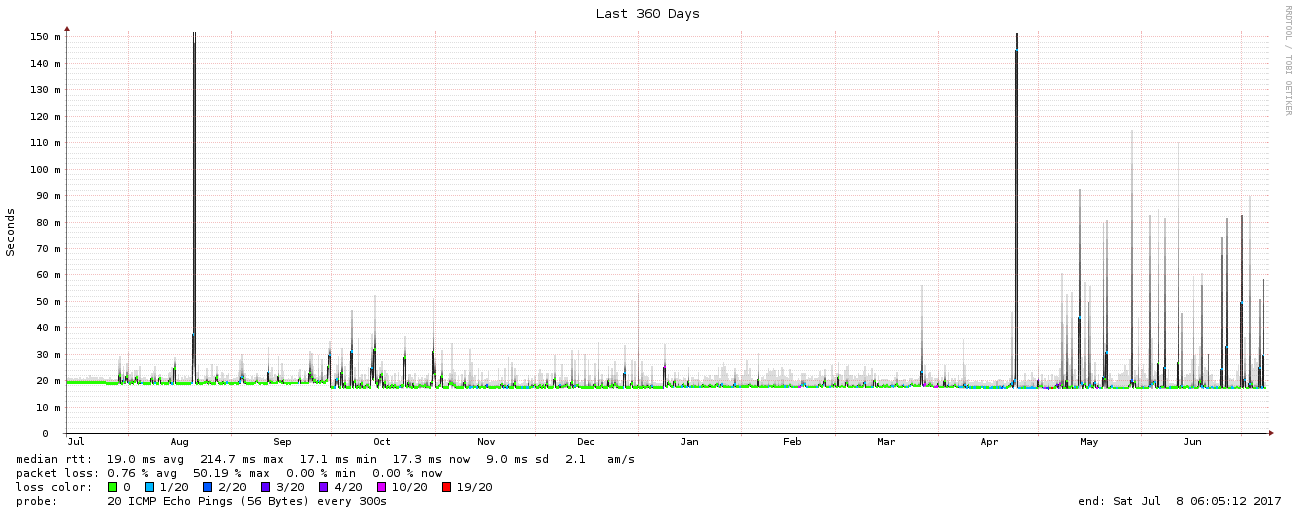 Last 360 Days
RRDTOOL / TOBI OETIKER
Seconds
150 m
140 m
130 m
120 m
110 m
100 m
90 m
80 m
70 m
60 m
50 m
40 m
30 m
20 m
10 m
0
Jul Aug Sep Oct Nov Dec Jan Feb Mar Apr May Jun
median rtt: 19.0 ms avg 214.7 ms max 17.1 ms min 17.3 ms now 9.0 ms sd 2.1 am/s
packet loss: 0.76 % avg 50.19 % max 0.00 % min 0.00 % now
loss color: 0 1/20 2/20 3/20 4/20 10/20 19/20
probe: 20 ICMP Echo Pings (56 Bytes) every 300s end: Sat Jul 8 06:05:12 2017